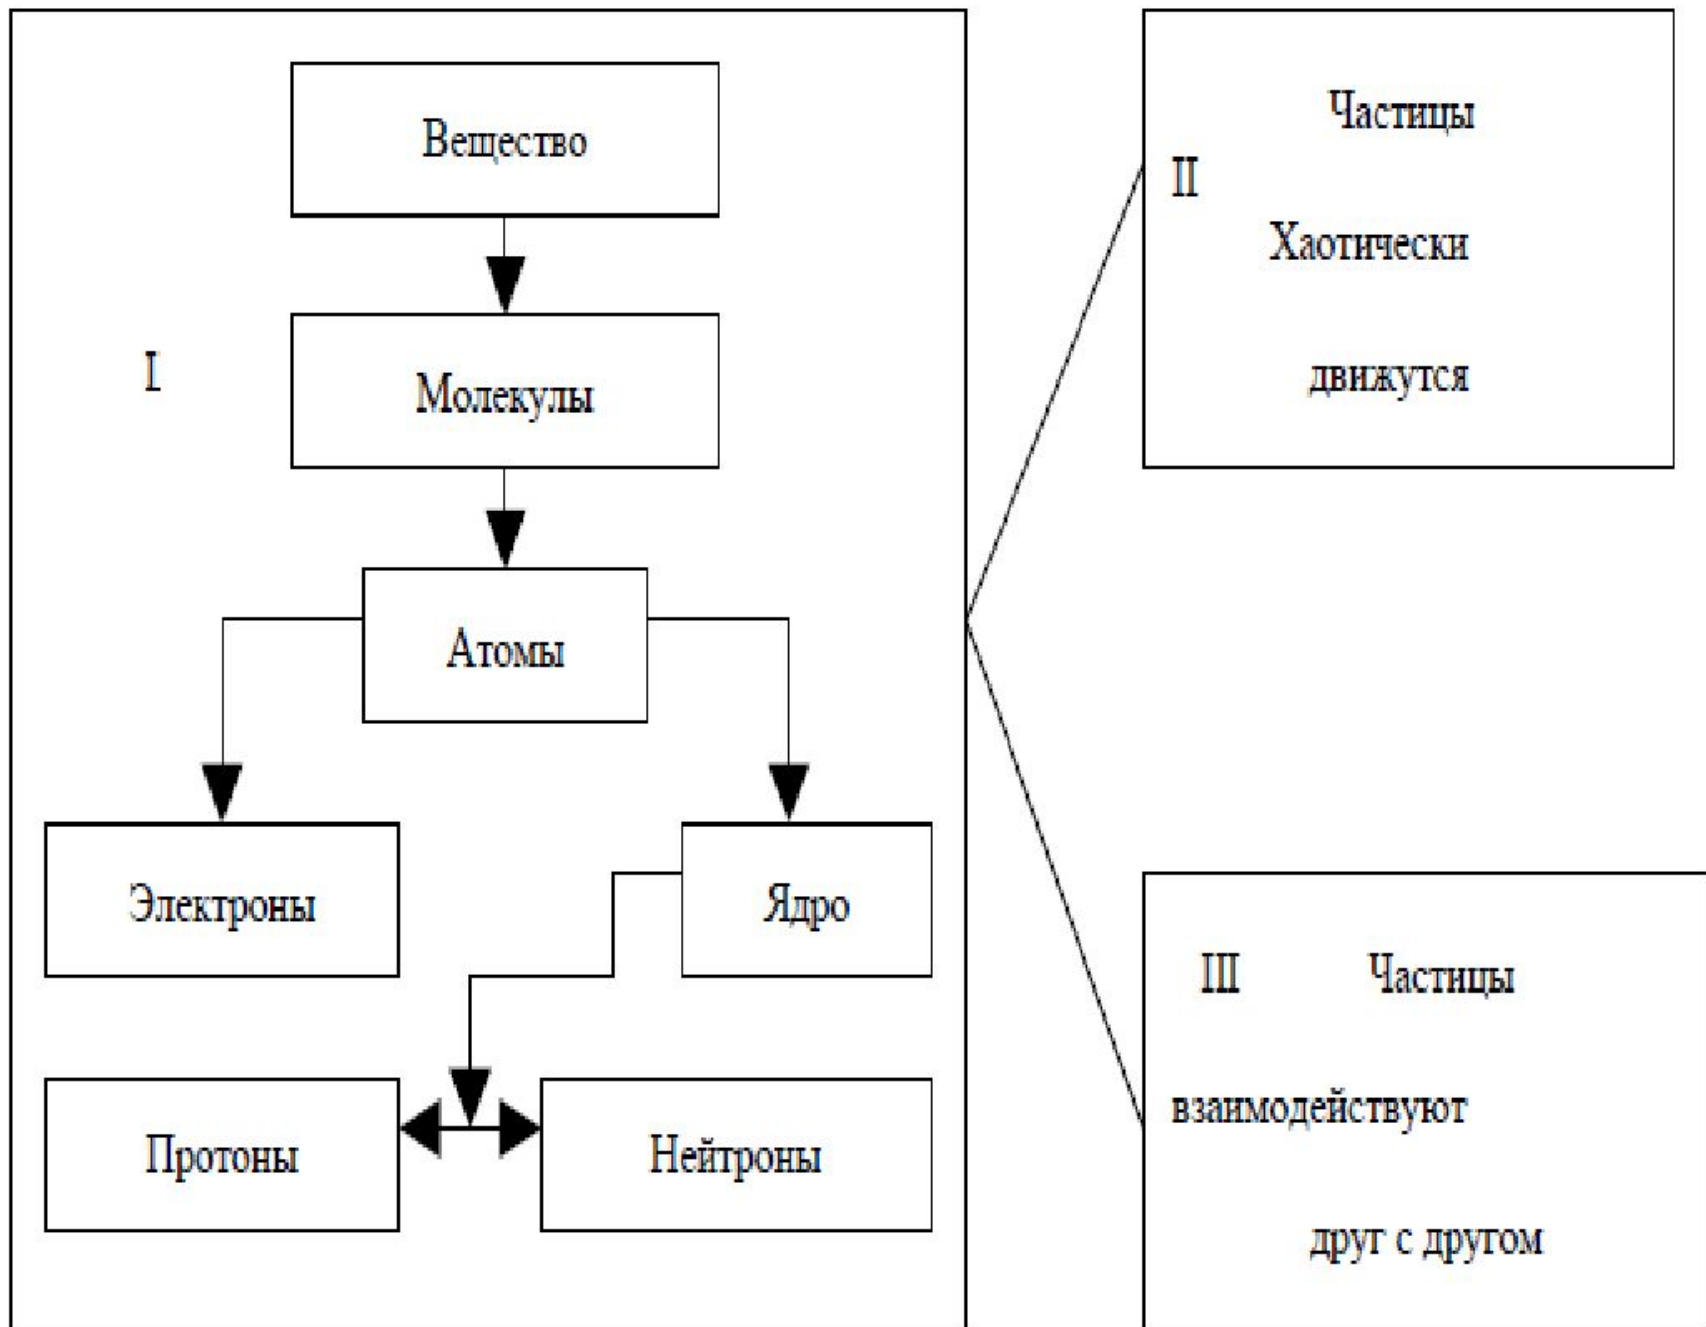 Вещество
I
Молекулы
Атомы
Электроны
Ядро
Протоны
Нейтроны
Частицы
II
Хаотически
движутся
III Частицы
взаимодействуют
друг с другом